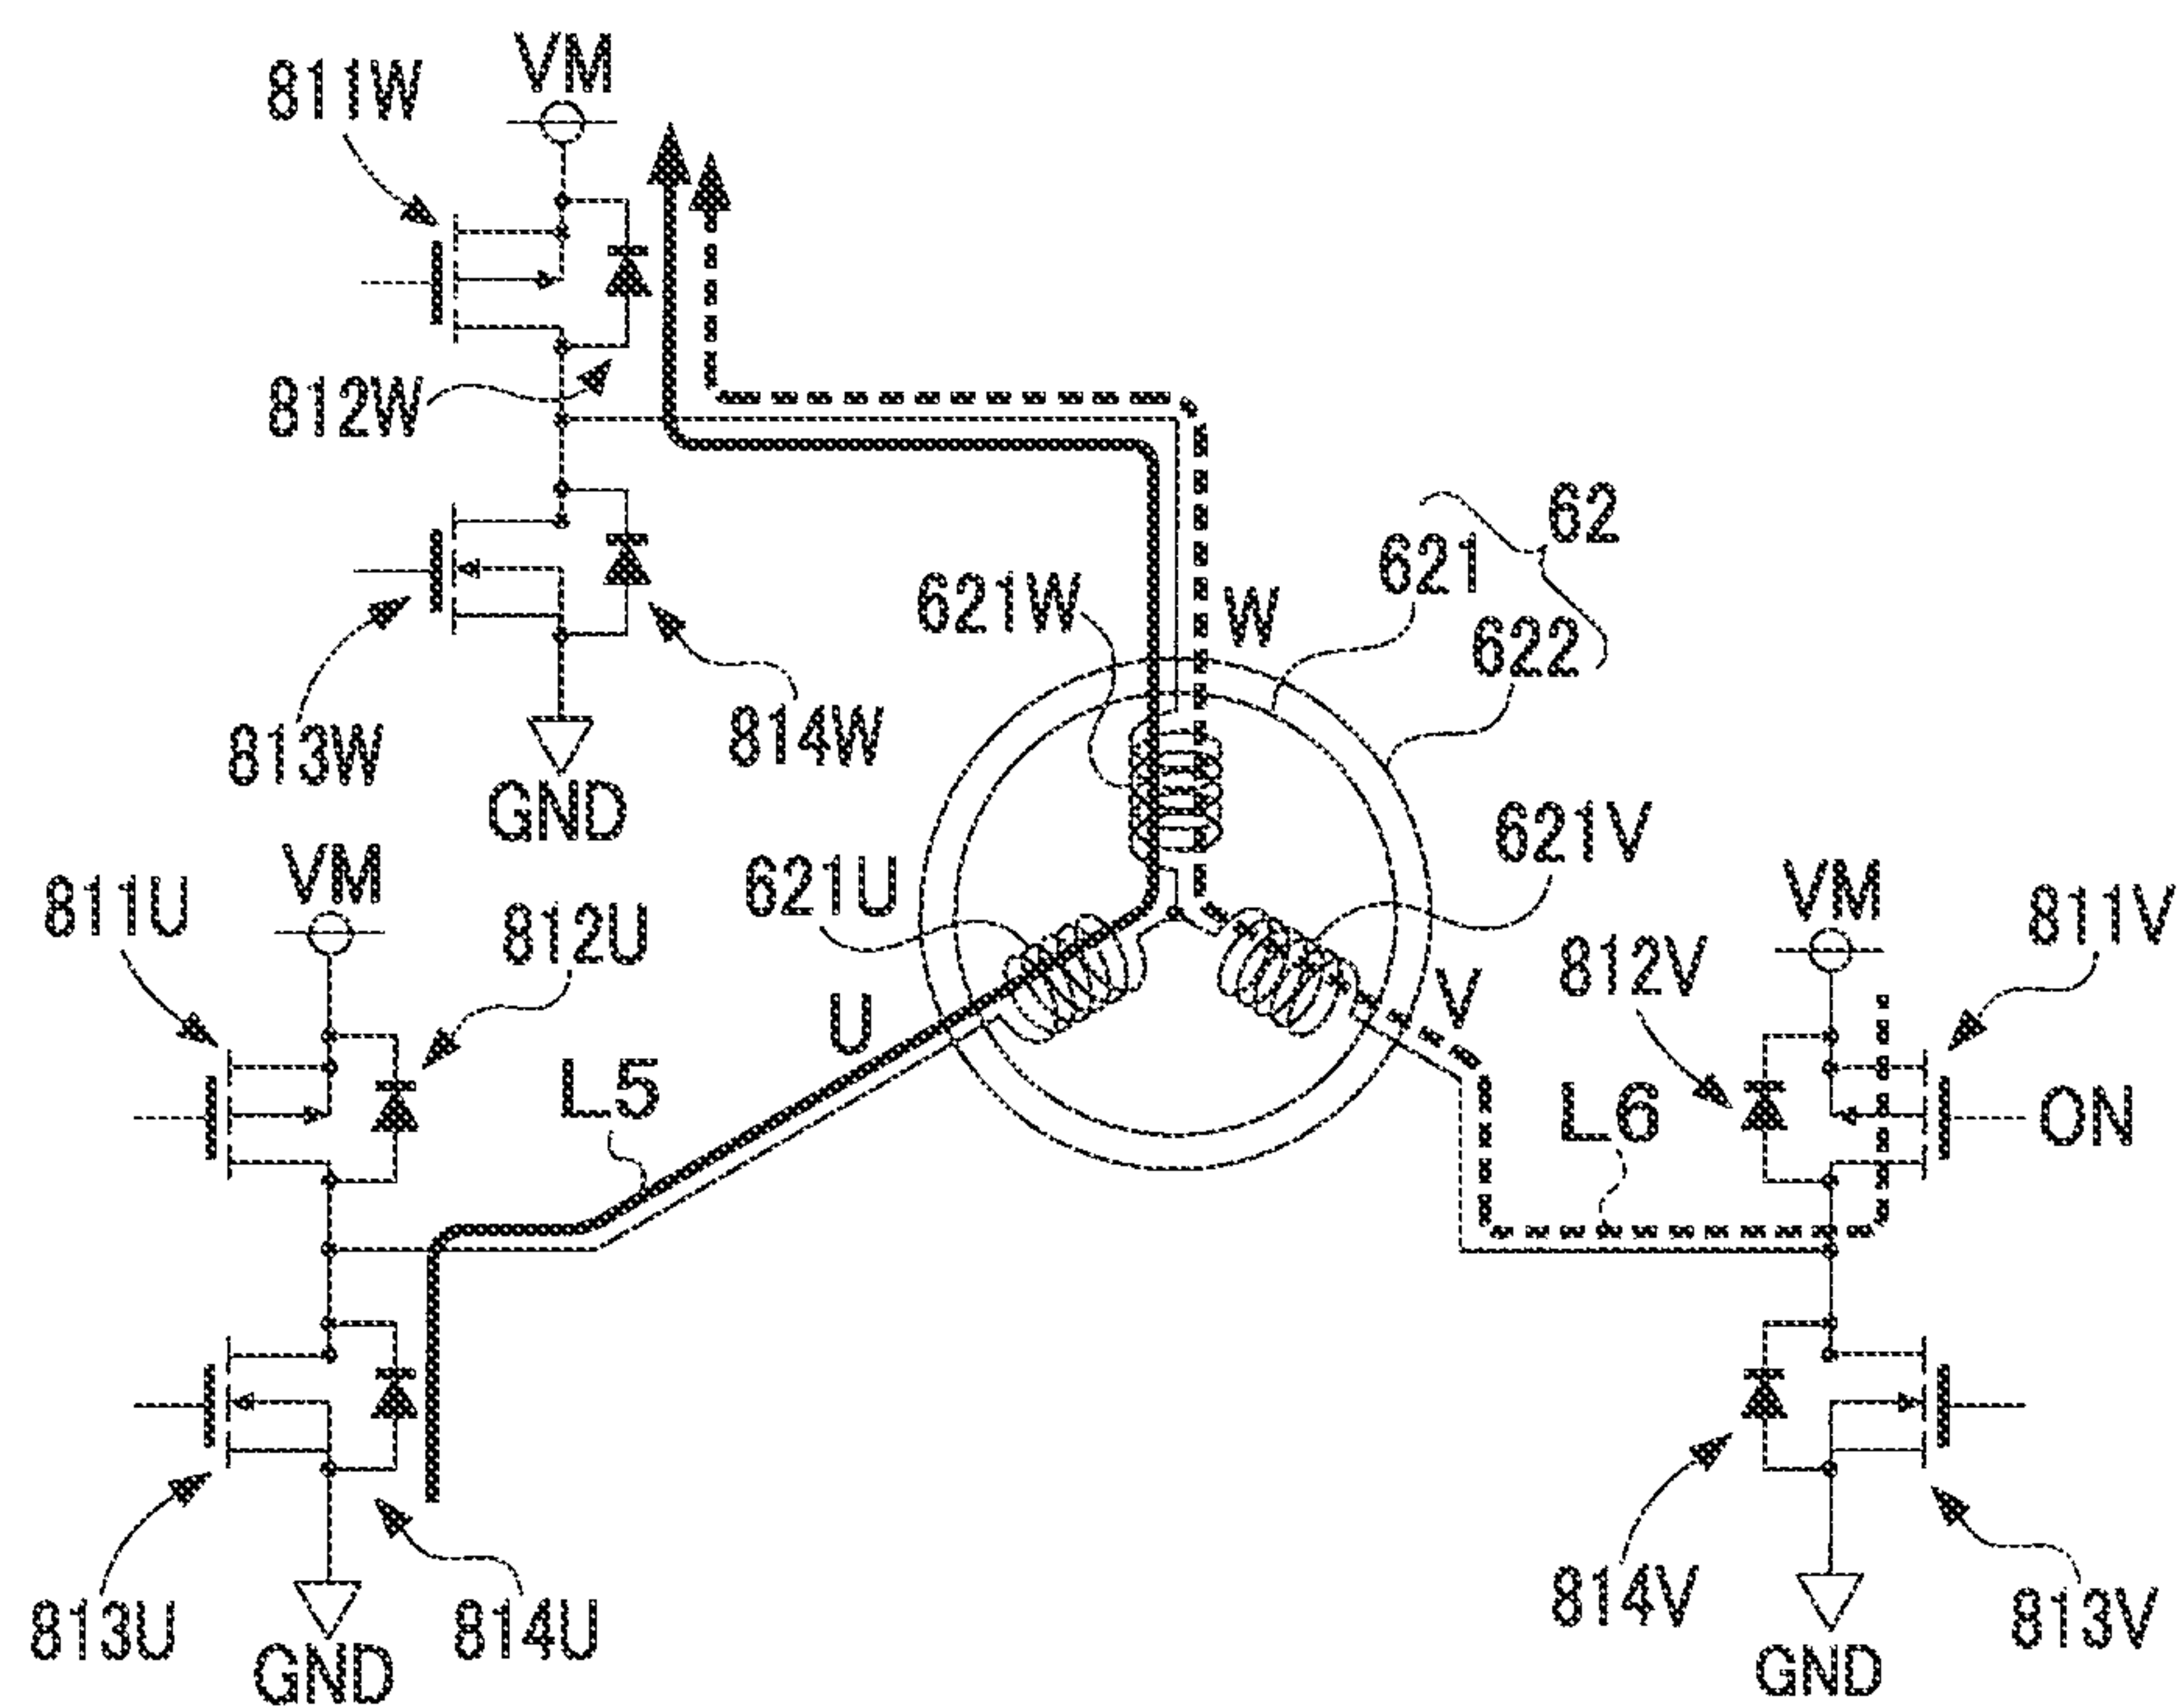 VM
811W
812W
62
621
621W
W
622
813W
814W
GND
621V
VM
621U
VM
811U
812U
812V
811V
U
V
L5
L6
ON
814V
813U
814U
813V
GND
GND